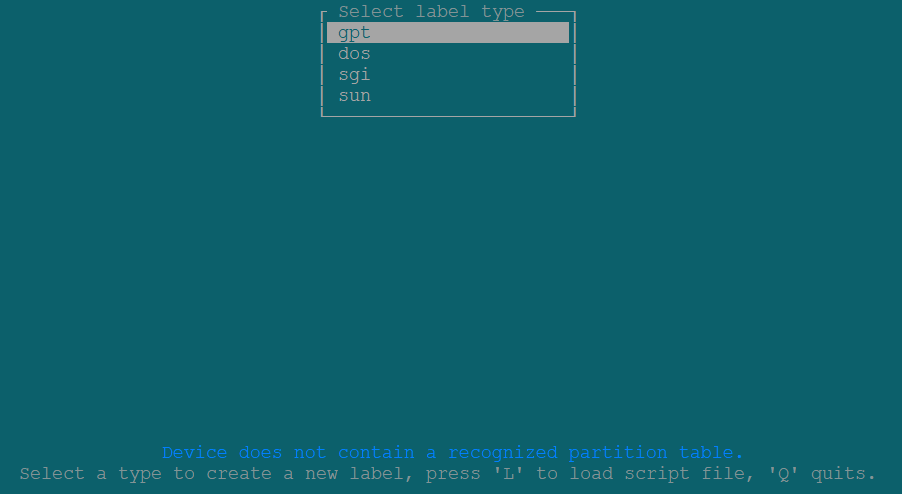 Select label type
gpt
dos
sgi
sun
Device does not contain a recognized partition table.
Select a type to create a new label, press 'L' to load script file, 'Q' quits.